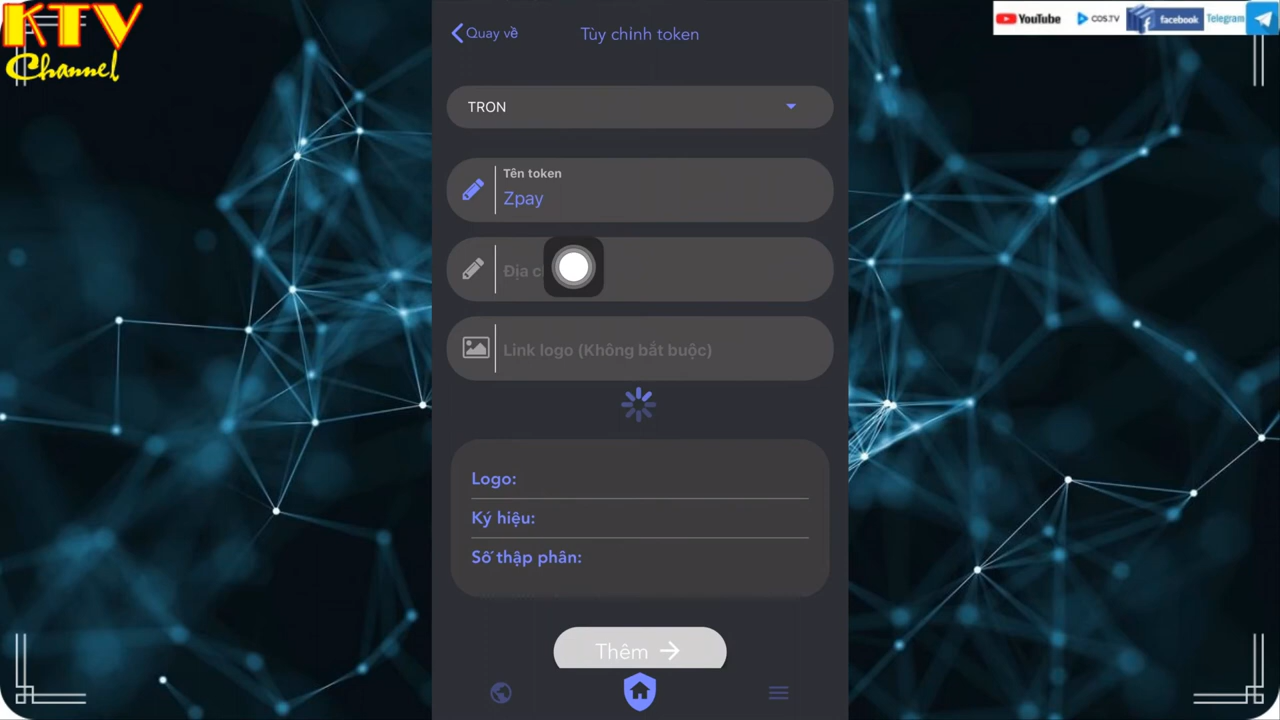 KTV
Channel
YouTube
COS.TV
facebook
Telegram
Quay về
Tùy chỉnh token
TRON
Tên token
Zpay
Địa
Link logo (Không bắt buộc)
Logo:
Ký hiệu:
Số thập phân:
Thêm